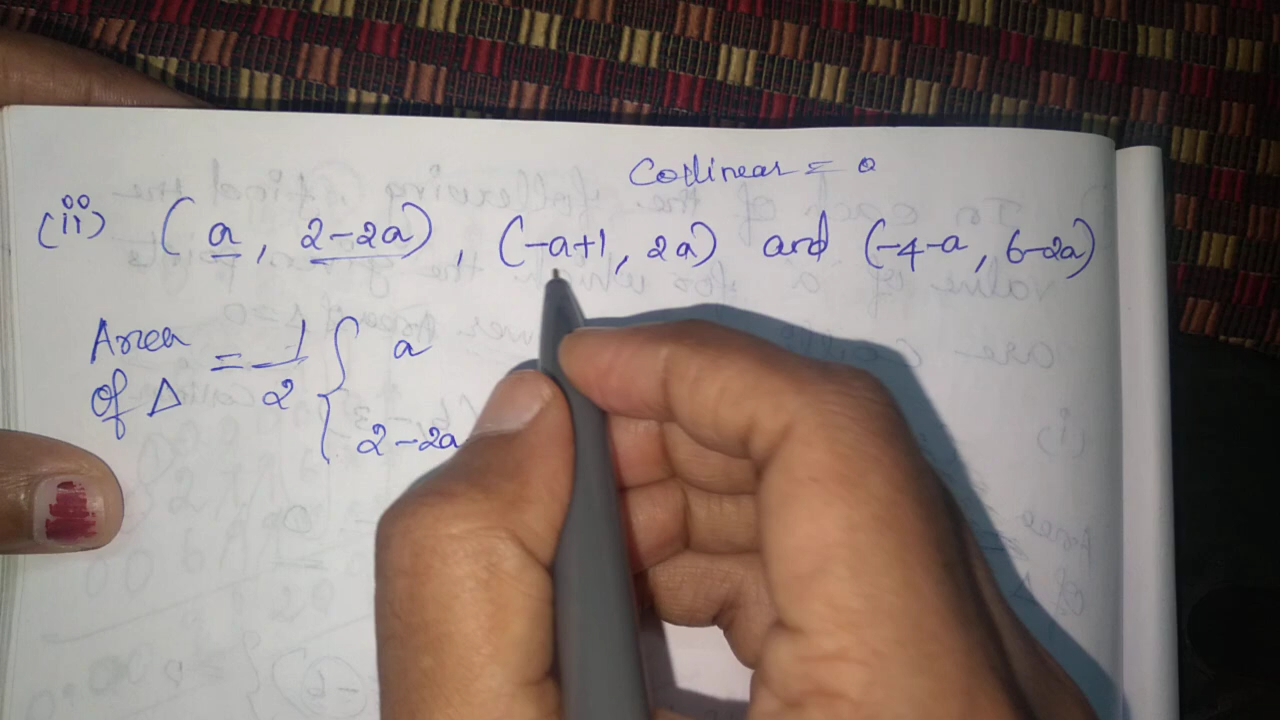 Collinear = 0
(ii) (a, 2-2a), (-a+1, 2a) and (-4-a, 6-2a)
Area of Δ = 1/2 { a
2-2a